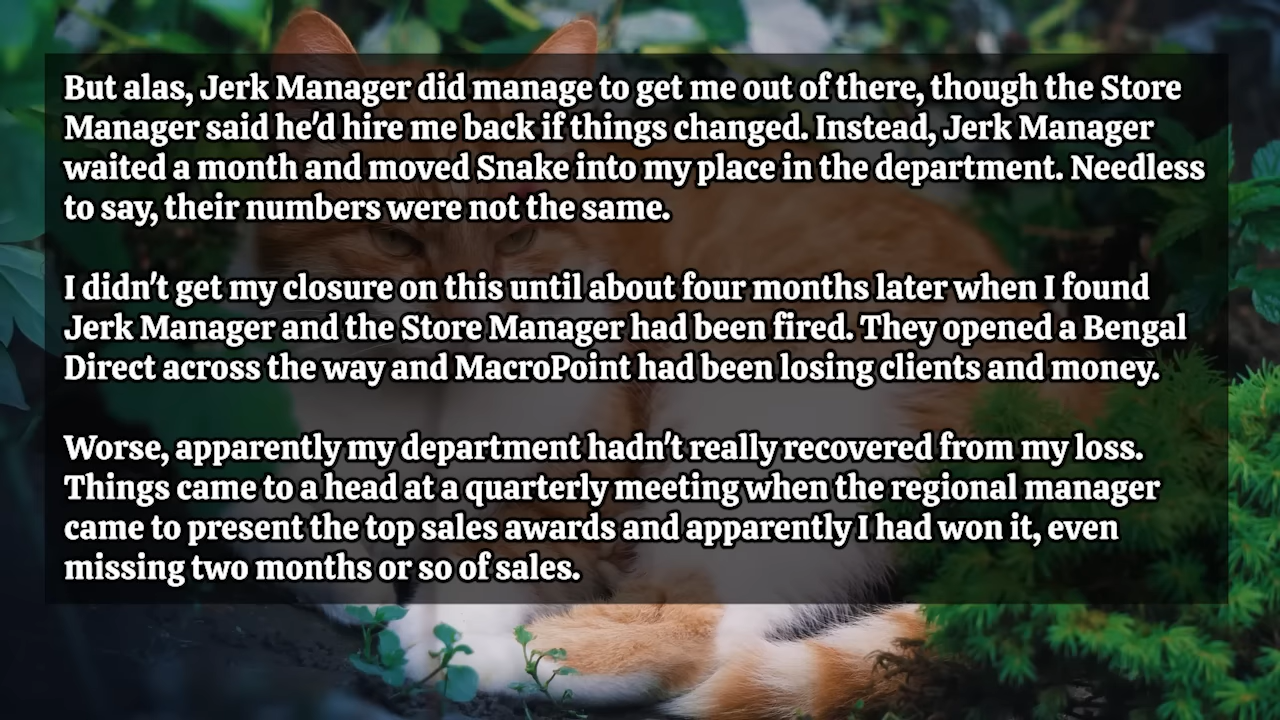 But alas, Jerk Manager did manage to get me out of there, though the Store
Manager said he'd hire me back if things changed. Instead, Jerk Manager
waited a month and moved Snake into my place in the department. Needless
to say, their numbers were not the same.
I didn't get my closure on this until about four months later when I found
Jerk Manager and the Store Manager had been fired. They opened a Bengal
Direct across the way and MacroPoint had been losing clients and money.
Worse, apparently my department hadn't really recovered from my loss.
Things came to a head at a quarterly meeting when the regional manager
came to present the top sales awards and apparently I had won it, even
missing two months or so of sales.